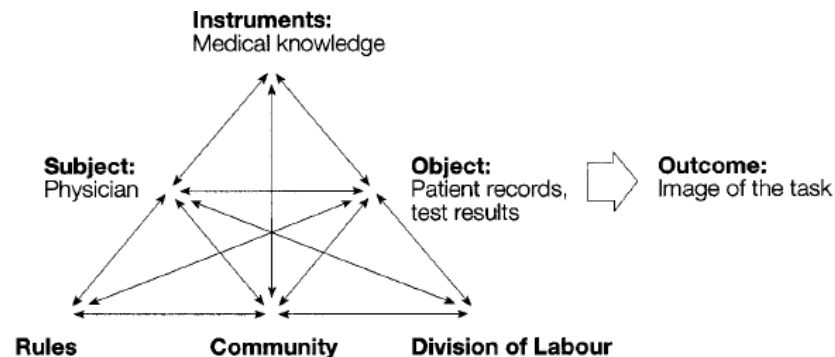 Instruments:
Medical knowledge
Subject:
Physician
Object:
Patient records,
test results
Outcome:
Image of the task
Rules
Community
Division of Labour